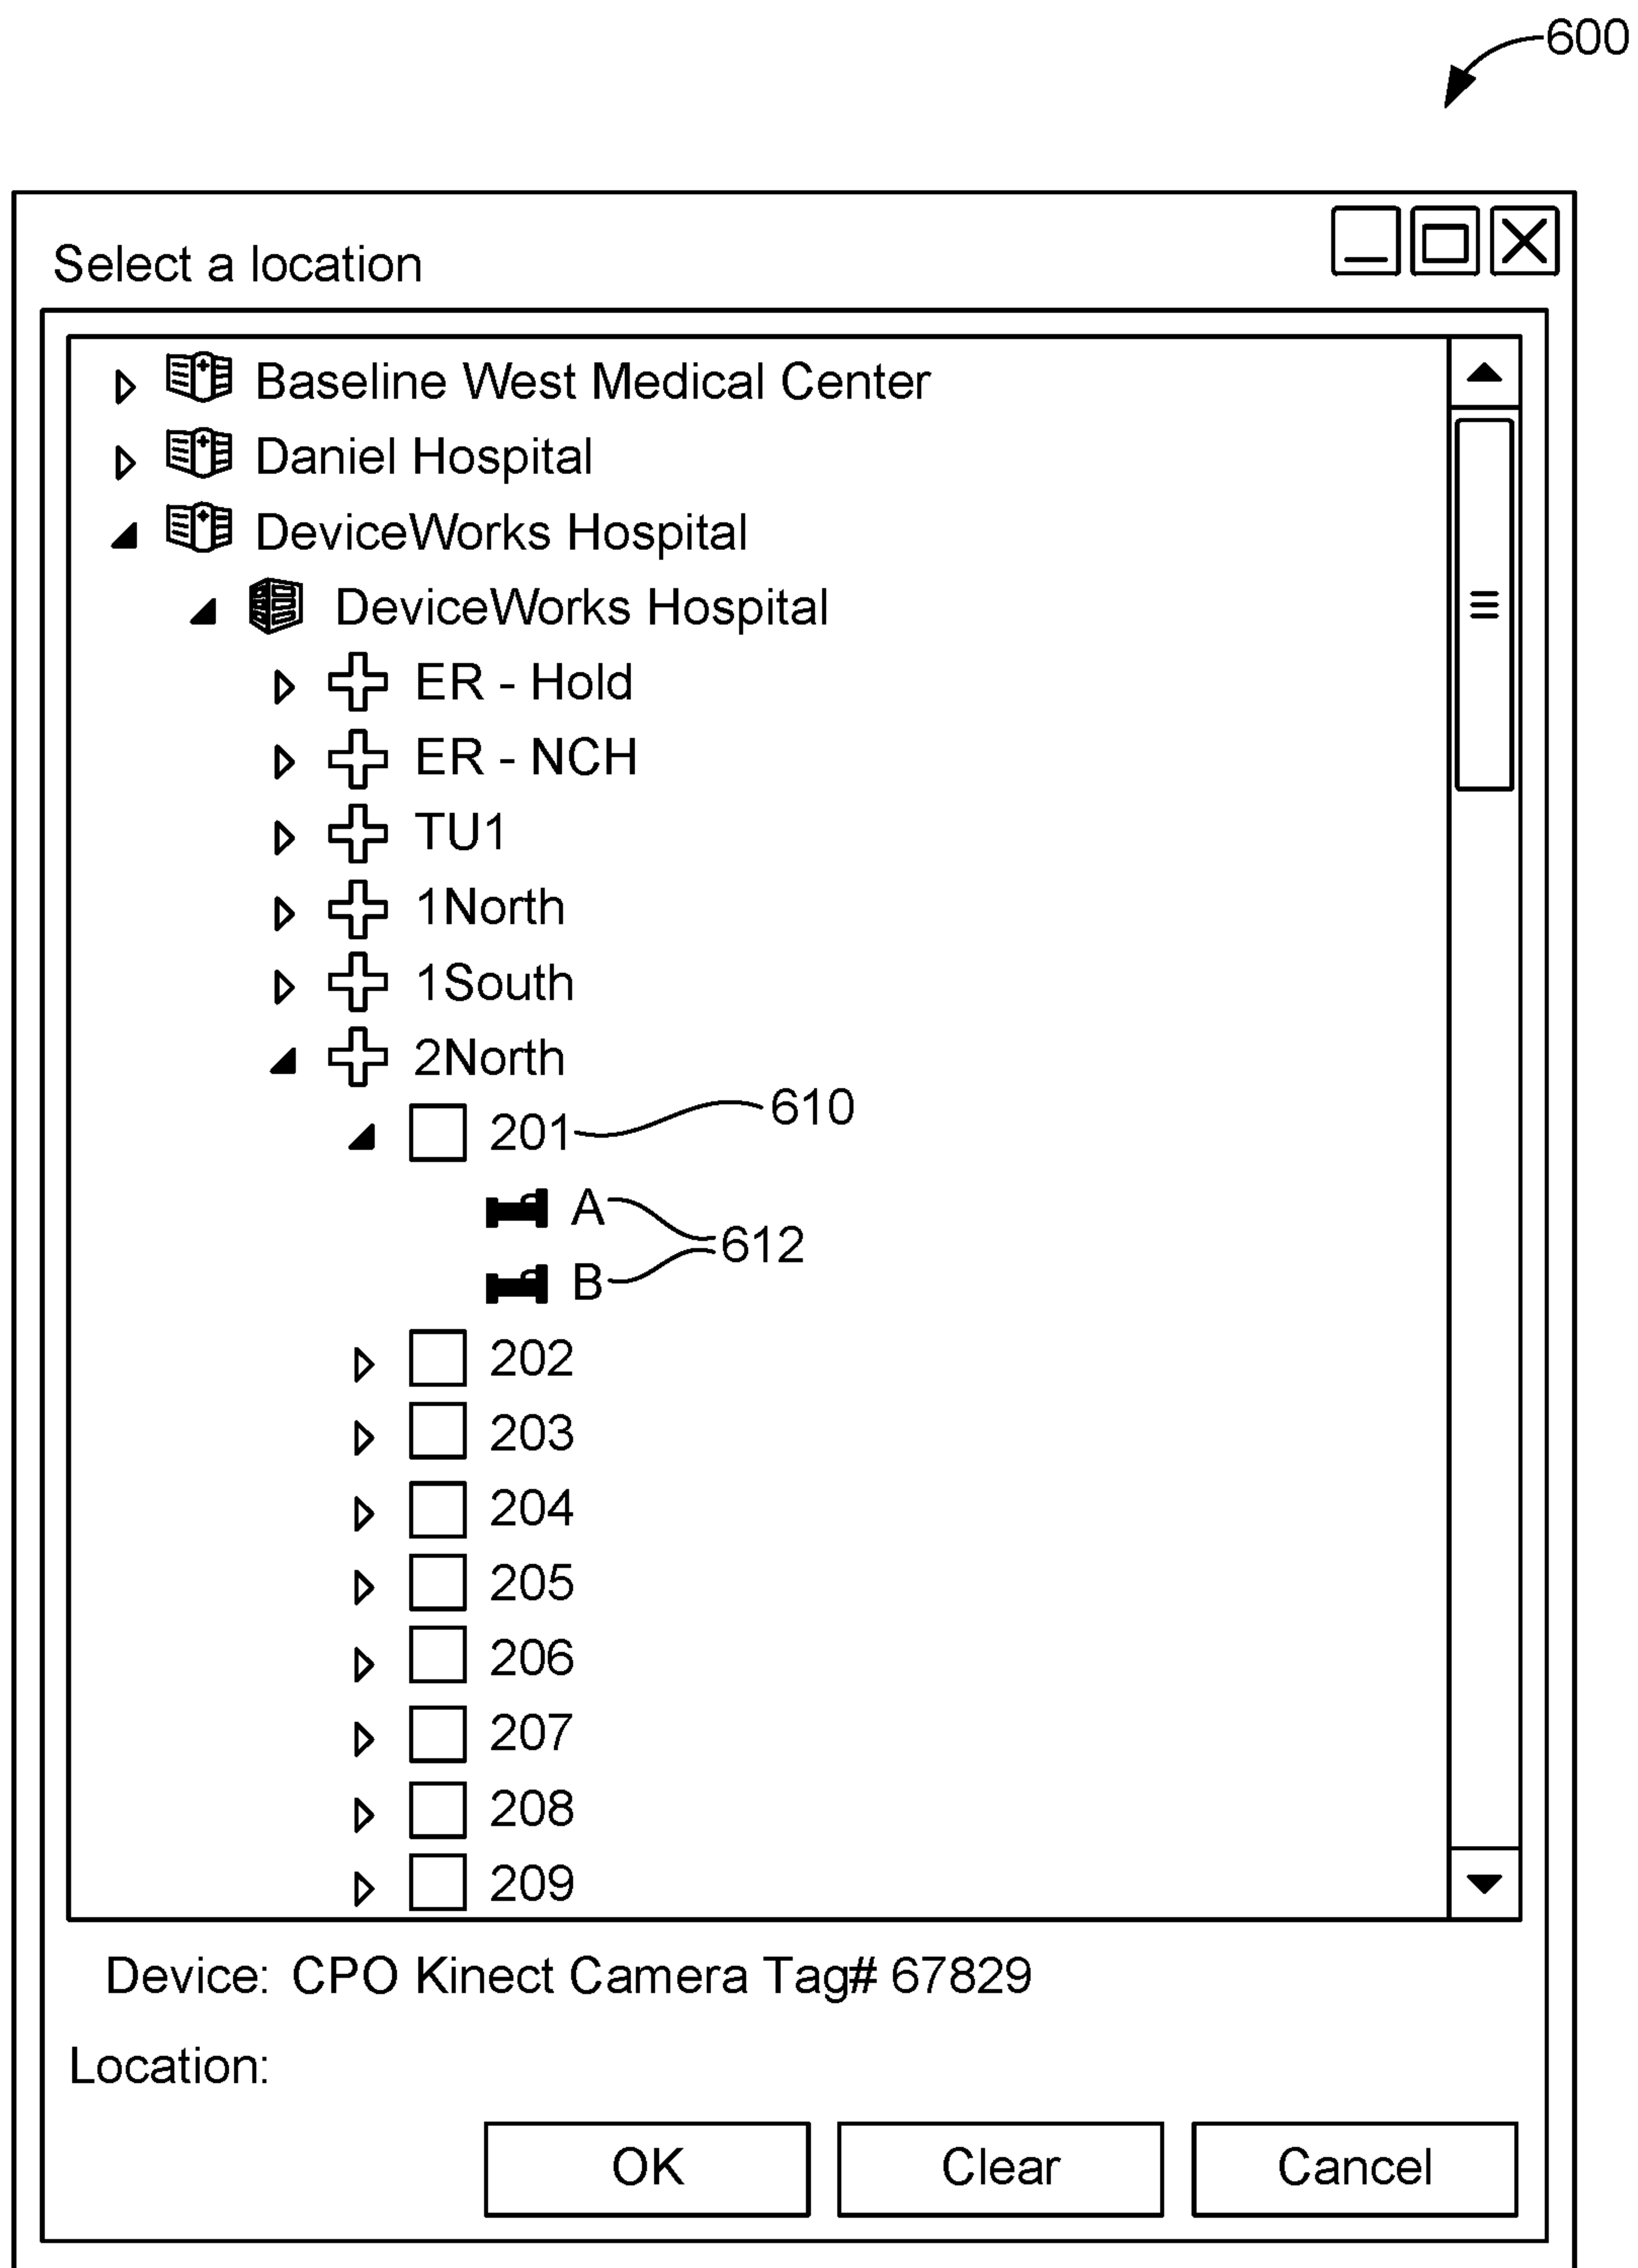 600
Select a location
Baseline West Medical Center
Daniel Hospital
DeviceWorks Hospital
DeviceWorks Hospital
ER - Hold
ER - NCH
TU1
1North
1South
2North
201 610
A
612
B
202
203
204
205
206
207
208
209
Device: CPO Kinect Camera Tag# 67829
Location:
OK Clear Cancel